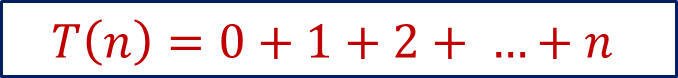 T(n) = 0 + 1 + 2 + … + n